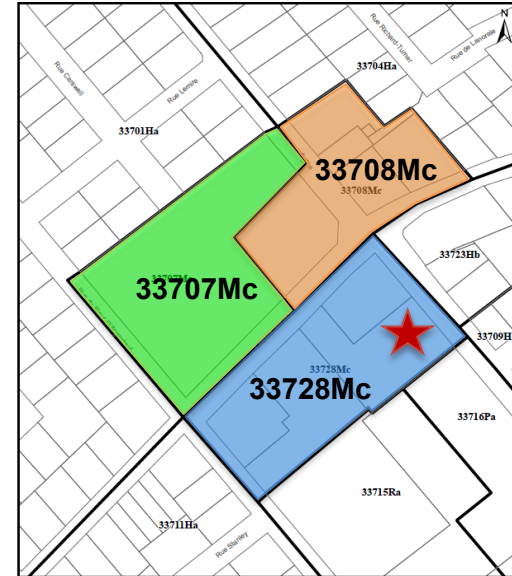 N
Rue Richard-Turner
Rue de Lanoraie
Rue Canwell
33704Ha
Rue Lemire
33701Ha
33708Mc
33708Mc
33723Hb
33707Mc
33709H
33728Mc
33728Mc
33716Pa
33715Ra
33711Ha
Rue Stanley